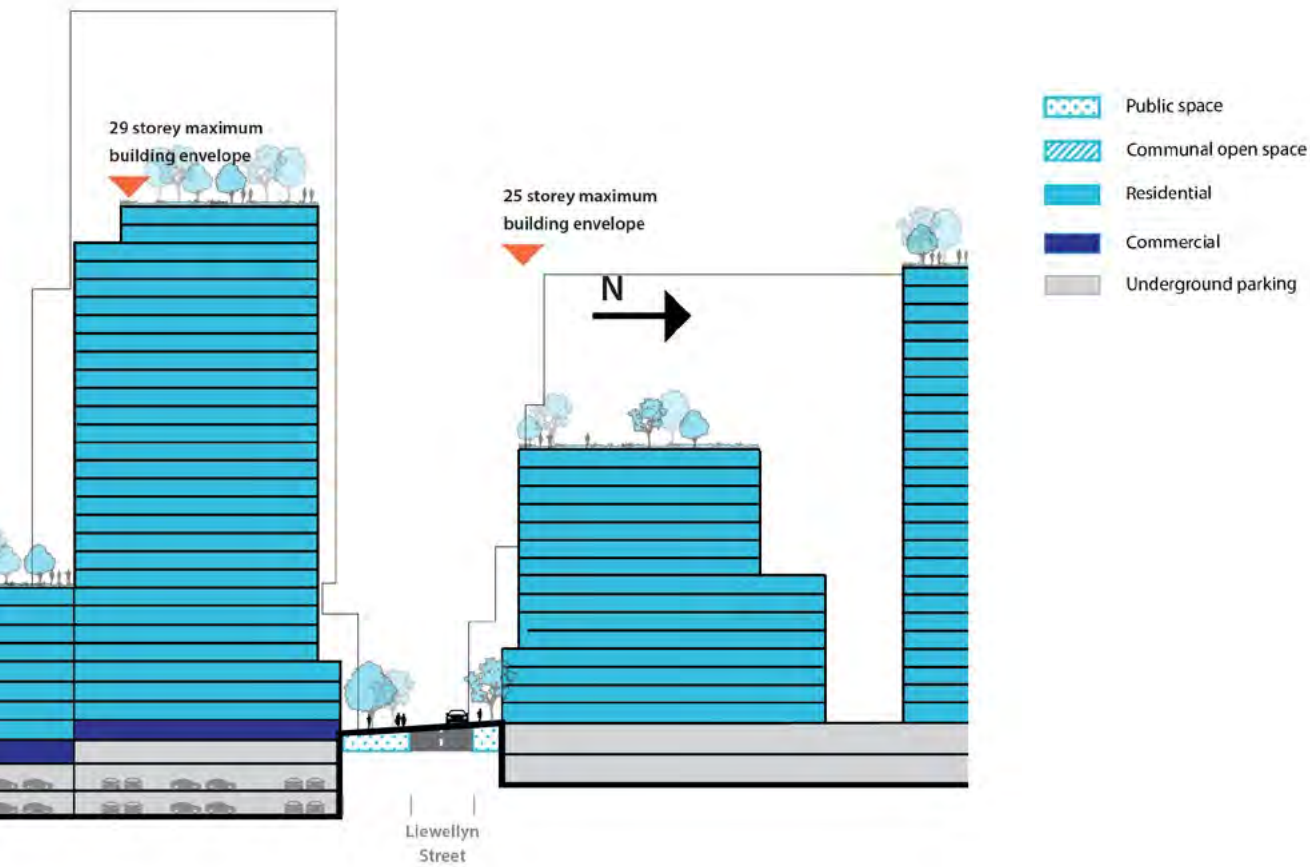 29 storey maximum
building envelope
25 storey maximum
building envelope
N
Public space
Communal open space
Residential
Commercial
Underground parking
Llewellyn
Street